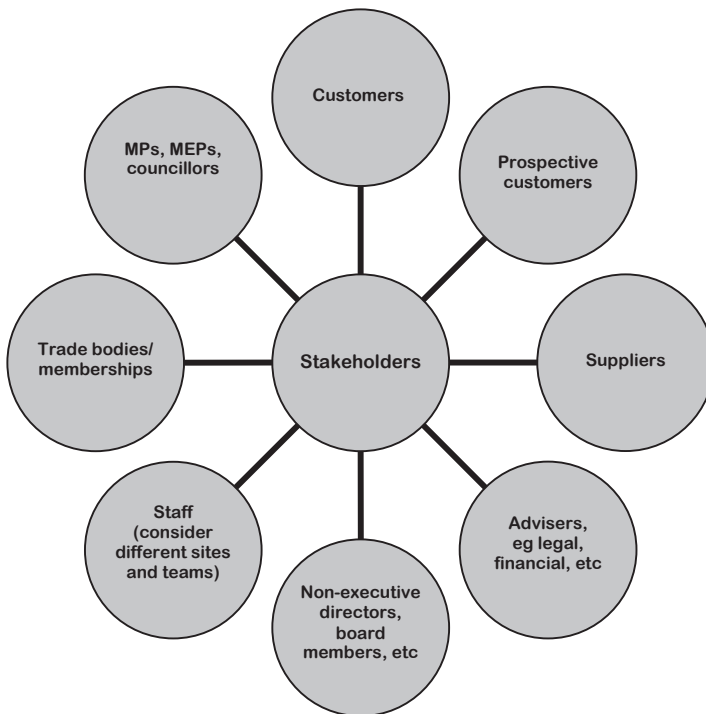 Customers
MPs, MEPs,
councillors
Prospective
customers
Trade bodies/
memberships
Stakeholders
Suppliers
Staff
(consider
different sites
and teams)
Advisers,
eg legal,
financial, etc
Non-executive
directors,
board
members, etc